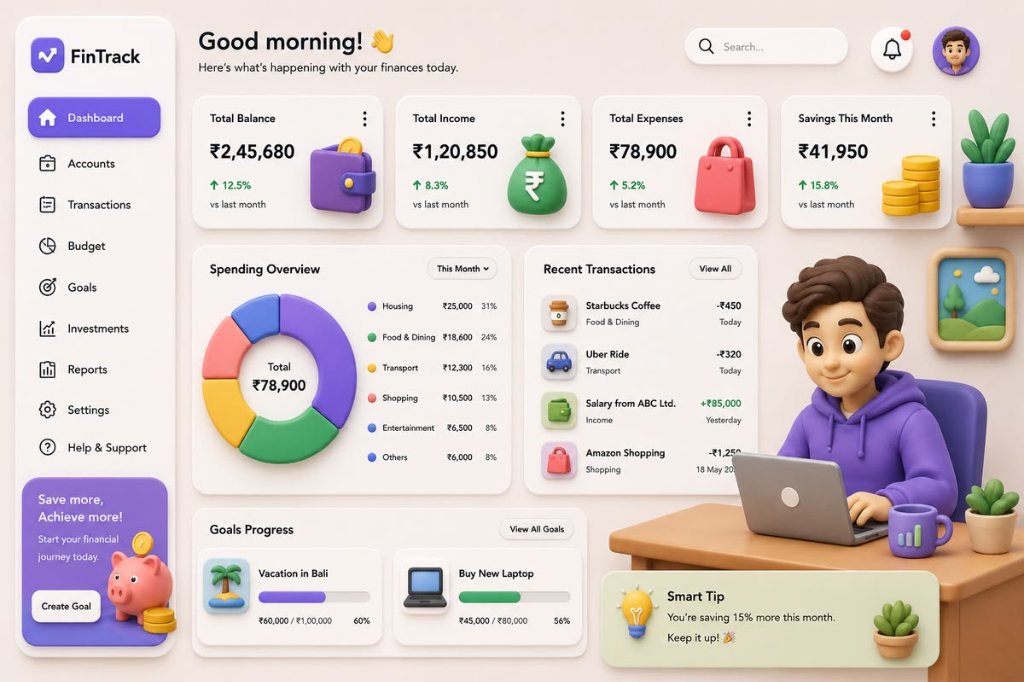 FinTrack
Dashboard
Accounts
Transactions
Budget
Goals
Investments
Reports
Settings
Help & Support
Save more,
Achieve more!
Start your financial
journey today.
Create Goal
Good morning! 👋
Here's what's happening with your finances today.
Search...
Total Balance
₹2,45,680
↑ 12.5%
vs last month
Total Income
₹1,20,850
↑ 8.3%
vs last month
₹
Total Expenses
₹78,900
↑ 5.2%
vs last month
Savings This Month
₹41,950
↑ 15.8%
vs last month
Spending Overview
This Month
Total
₹78,900
Housing ₹25,000 31%
Food & Dining ₹18,600 24%
Transport ₹12,300 16%
Shopping ₹10,500 13%
Entertainment ₹6,500 8%
Others ₹6,000 8%
Recent Transactions
View All
Starbucks Coffee -₹450
Food & Dining Today
Uber Ride -₹320
Transport Today
Salary from ABC Ltd. +₹85,000
Income Yesterday
Amazon Shopping -₹1,250
Shopping 18 May
Goals Progress
View All Goals
Vacation in Bali
₹60,000 / ₹1,00,000 60%
Buy New Laptop
₹45,000 / ₹80,000 56%
Smart Tip
You're saving 15% more this month.
Keep it up! 🎉